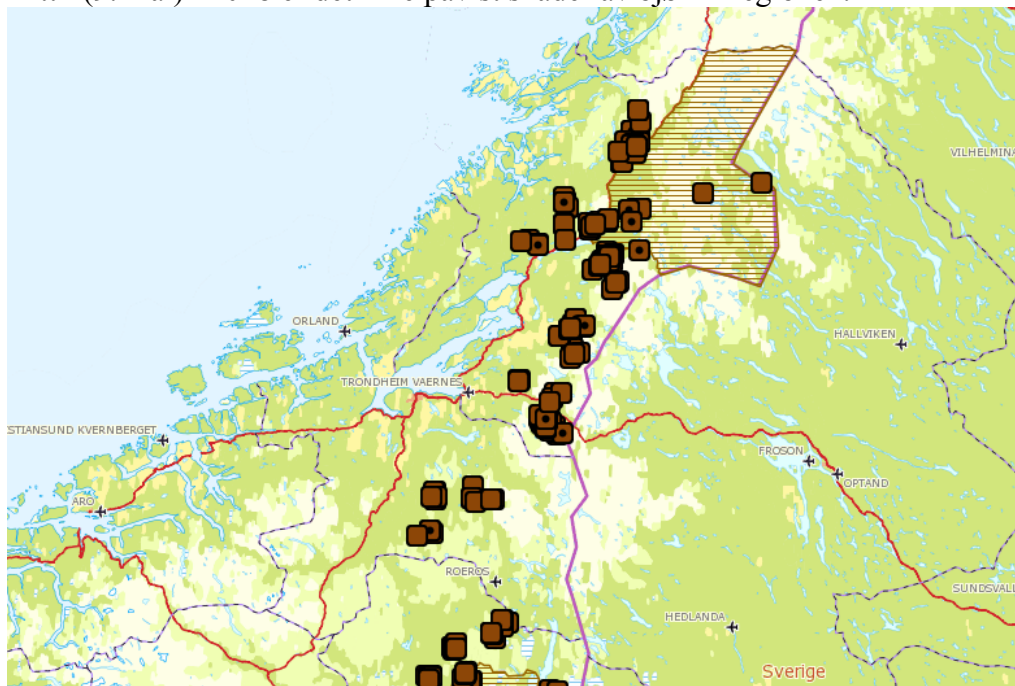 VILHELMINA
ORLAND
HALLVIKEN
TRONDHEIM VAERNES
STIANSUND KVERNBERGET
FROSON
OPTAND
ARO
ROEROS
SUNDSVALL
HEDLANDA
Sverige